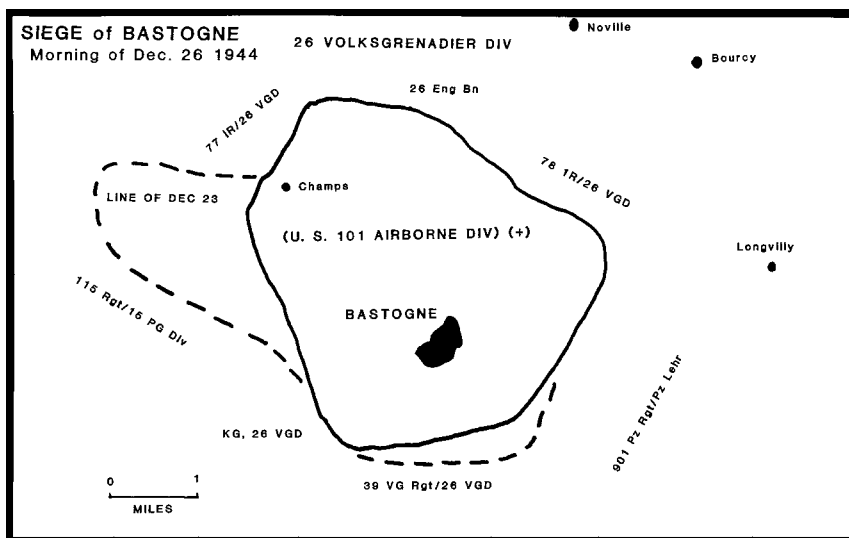 SIEGE of BASTOGNE
Morning of Dec. 26 1944
26 VOLKSGRENADIER DIV
Noville
Bourcy
26 Eng Bn
77 IR/26 VGD
78 IR/26 VGD
Champs
LINE OF DEC 23
(U. S. 101 AIRBORNE DIV) (+)
Longvilly
115 Rgt/15 PG Div
BASTOGNE
901 Pz Rgt/Pz Lehr
KG, 26 VGD
39 VG Rgt/26 VGD
0 1
MILES